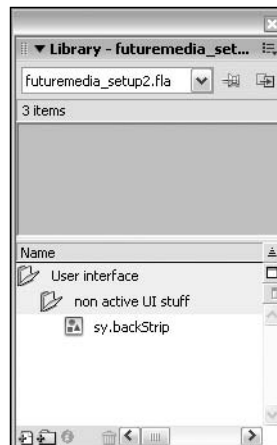 Library - futuremedia_set...
futuremedia_setup2.fla
3 items
Name
User interface
non active UI stuff
sy.backStrip